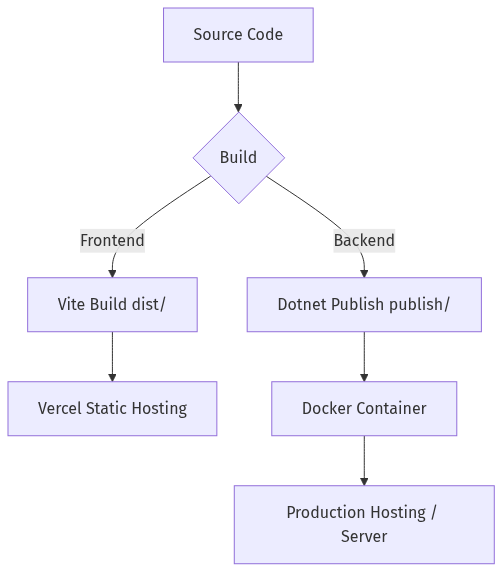 Source Code
Build
Frontend
Backend
Vite Build dist/
Dotnet Publish publish/
Vercel Static Hosting
Docker Container
Production Hosting /
Server